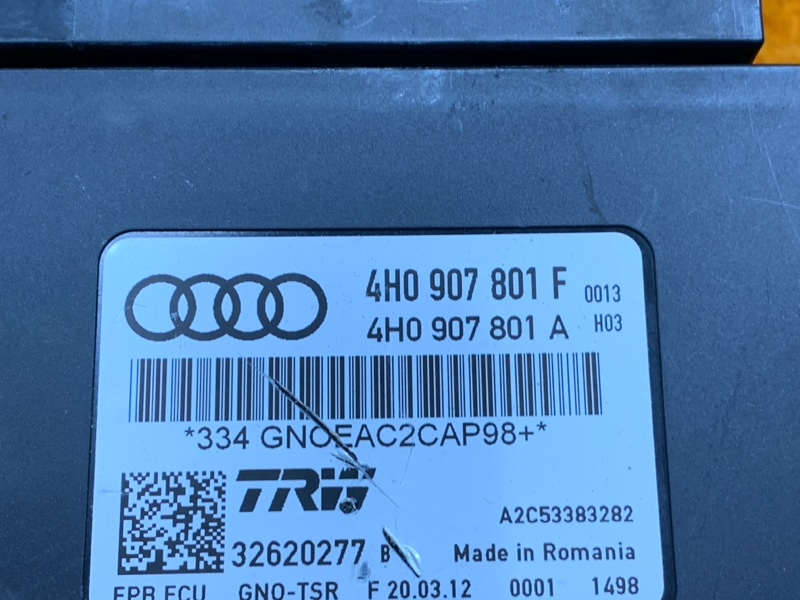 4H0 907 801 F 0013
4H0 907 801 A H03
*334 GNOEAC2CAP98+*
TRW
A2C53383282
32620277 B Made in Romania
EPB ECU GNO-TSR F 20.03.12 0001 1498